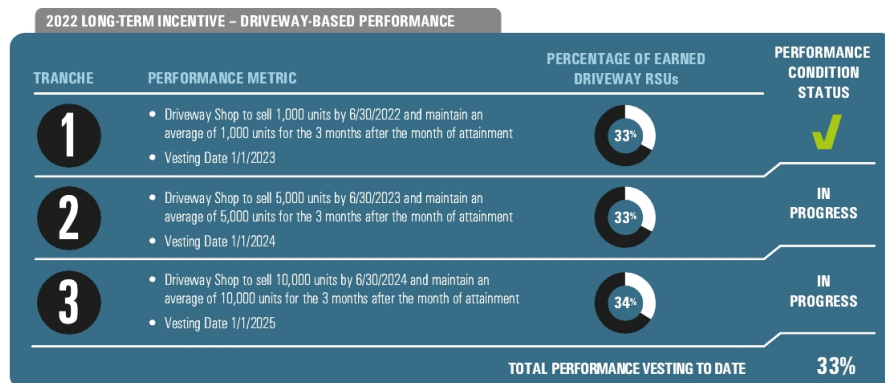 2022 LONG-TERM INCENTIVE – DRIVEWAY-BASED PERFORMANCE
TRANCHE
PERFORMANCE METRIC
PERCENTAGE OF EARNED
DRIVEWAY RSUs
PERFORMANCE
CONDITION
STATUS
1
• Driveway Shop to sell 1,000 units by 6/30/2022 and maintain an
average of 1,000 units for the 3 months after the month of attainment
• Vesting Date 1/1/2023
33%
2
• Driveway Shop to sell 5,000 units by 6/30/2023 and maintain an
average of 5,000 units for the 3 months after the month of attainment
• Vesting Date 1/1/2024
33%
IN
PROGRESS
3
• Driveway Shop to sell 10,000 units by 6/30/2024 and maintain an
average of 10,000 units for the 3 months after the month of attainment
• Vesting Date 1/1/2025
34%
IN
PROGRESS
TOTAL PERFORMANCE VESTING TO DATE 33%